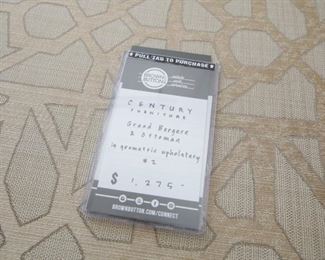 PULL TAG TO PURCHASE
BROWN
BUTTON
CENTURY
FURNITURE
Grand Bergere
& Ottoman
in geometric upholstery
#2
$ 1,275-
BROWNBUTTON.COM/CONNECT